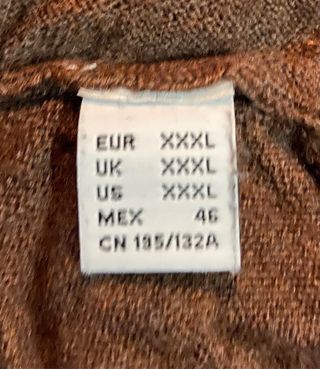 EUR XXXL
UK XXXL
US XXXL
MEX 46
CN 195/132A